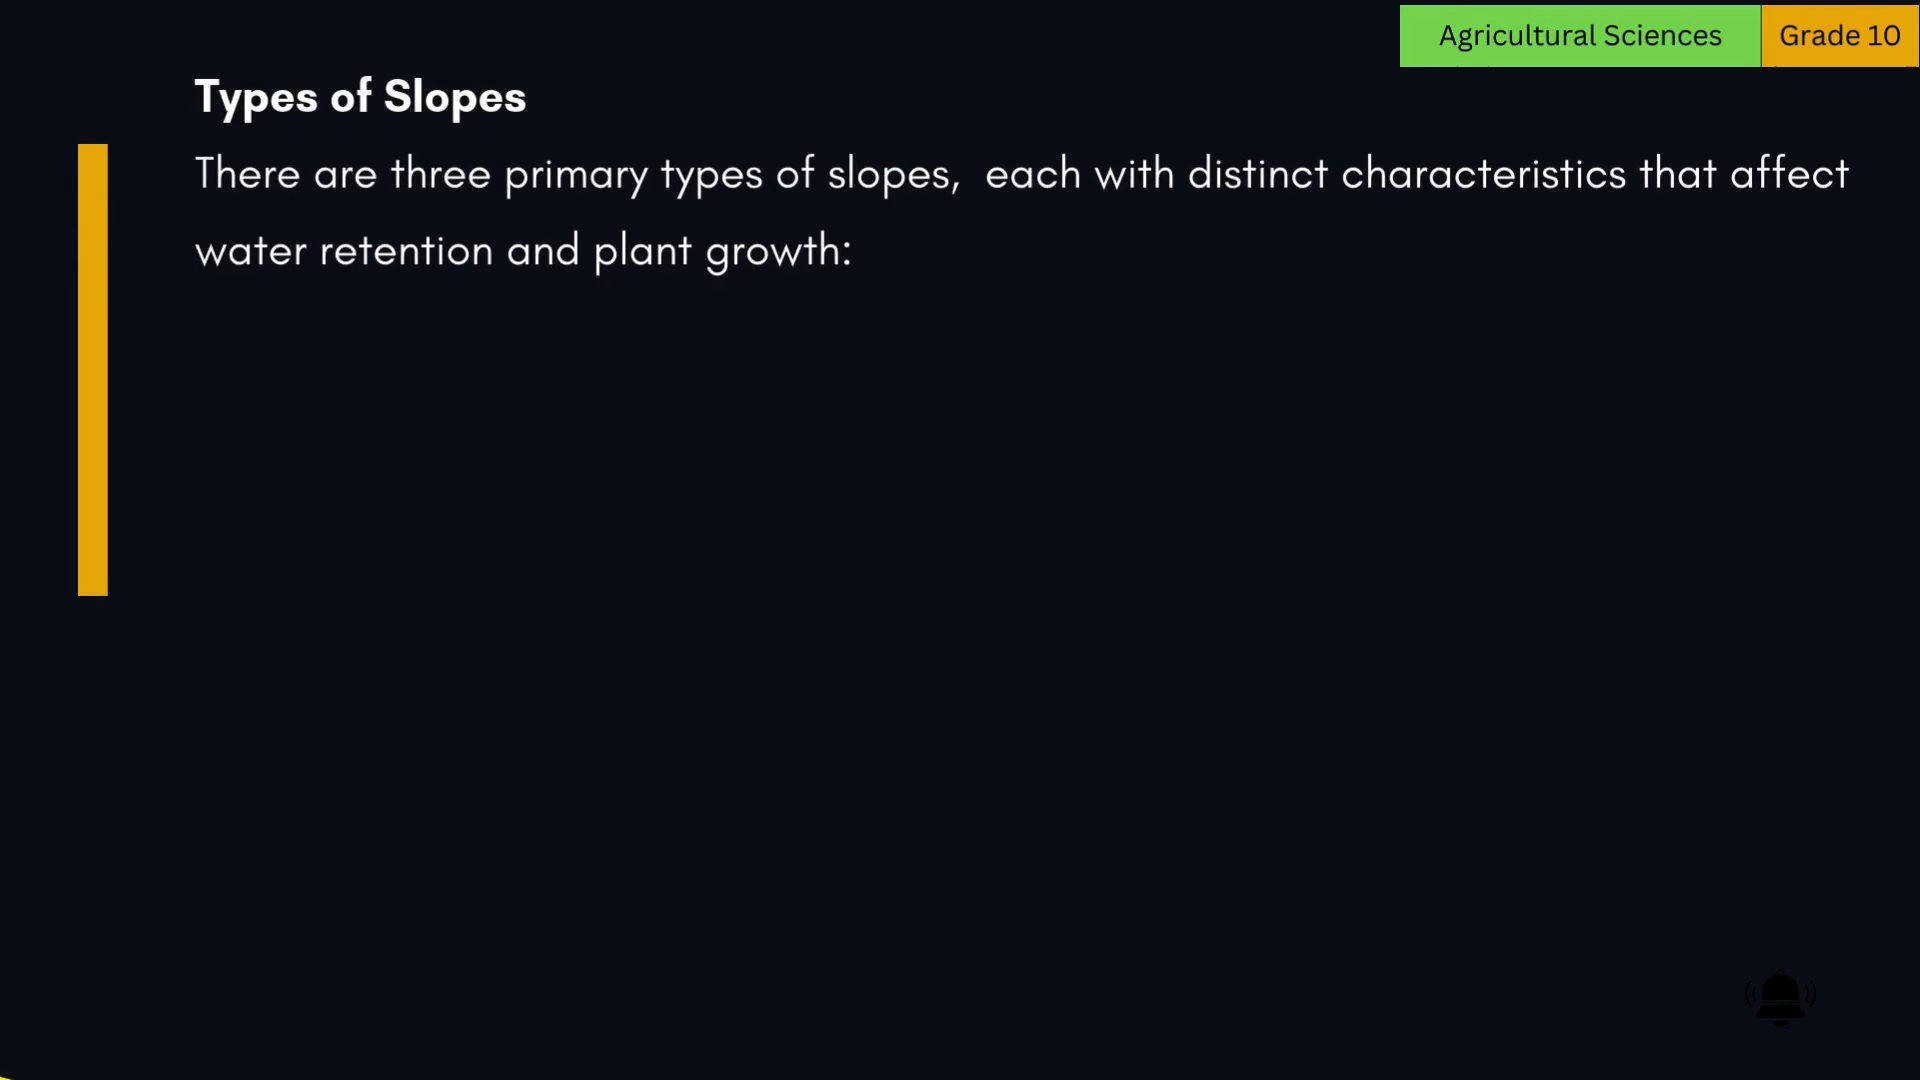 Agricultural Sciences Grade 10
Types of Slopes
There are three primary types of slopes, each with distinct characteristics that affect
water retention and plant growth: